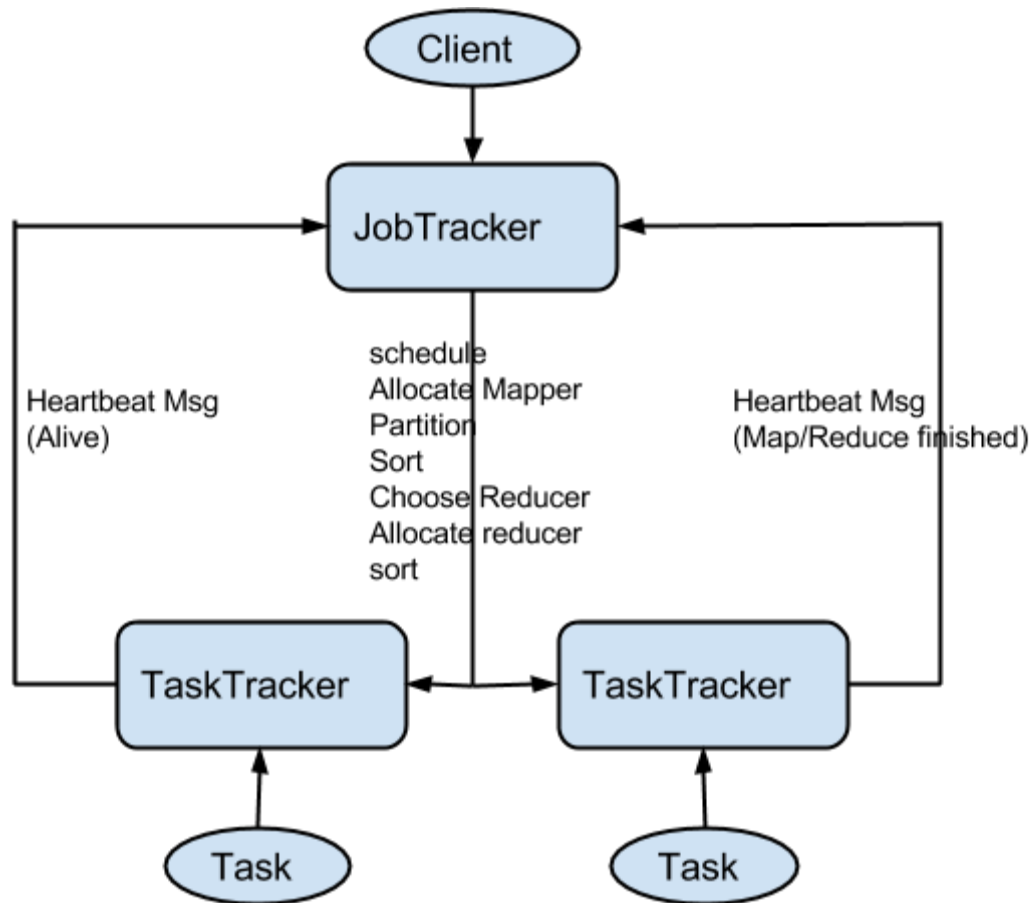 Client
JobTracker
schedule
Allocate Mapper
Partition
Sort
Choose Reducer
Allocate reducer
sort
Heartbeat Msg
(Alive)
Heartbeat Msg
(Map/Reduce finished)
TaskTracker
TaskTracker
Task
Task